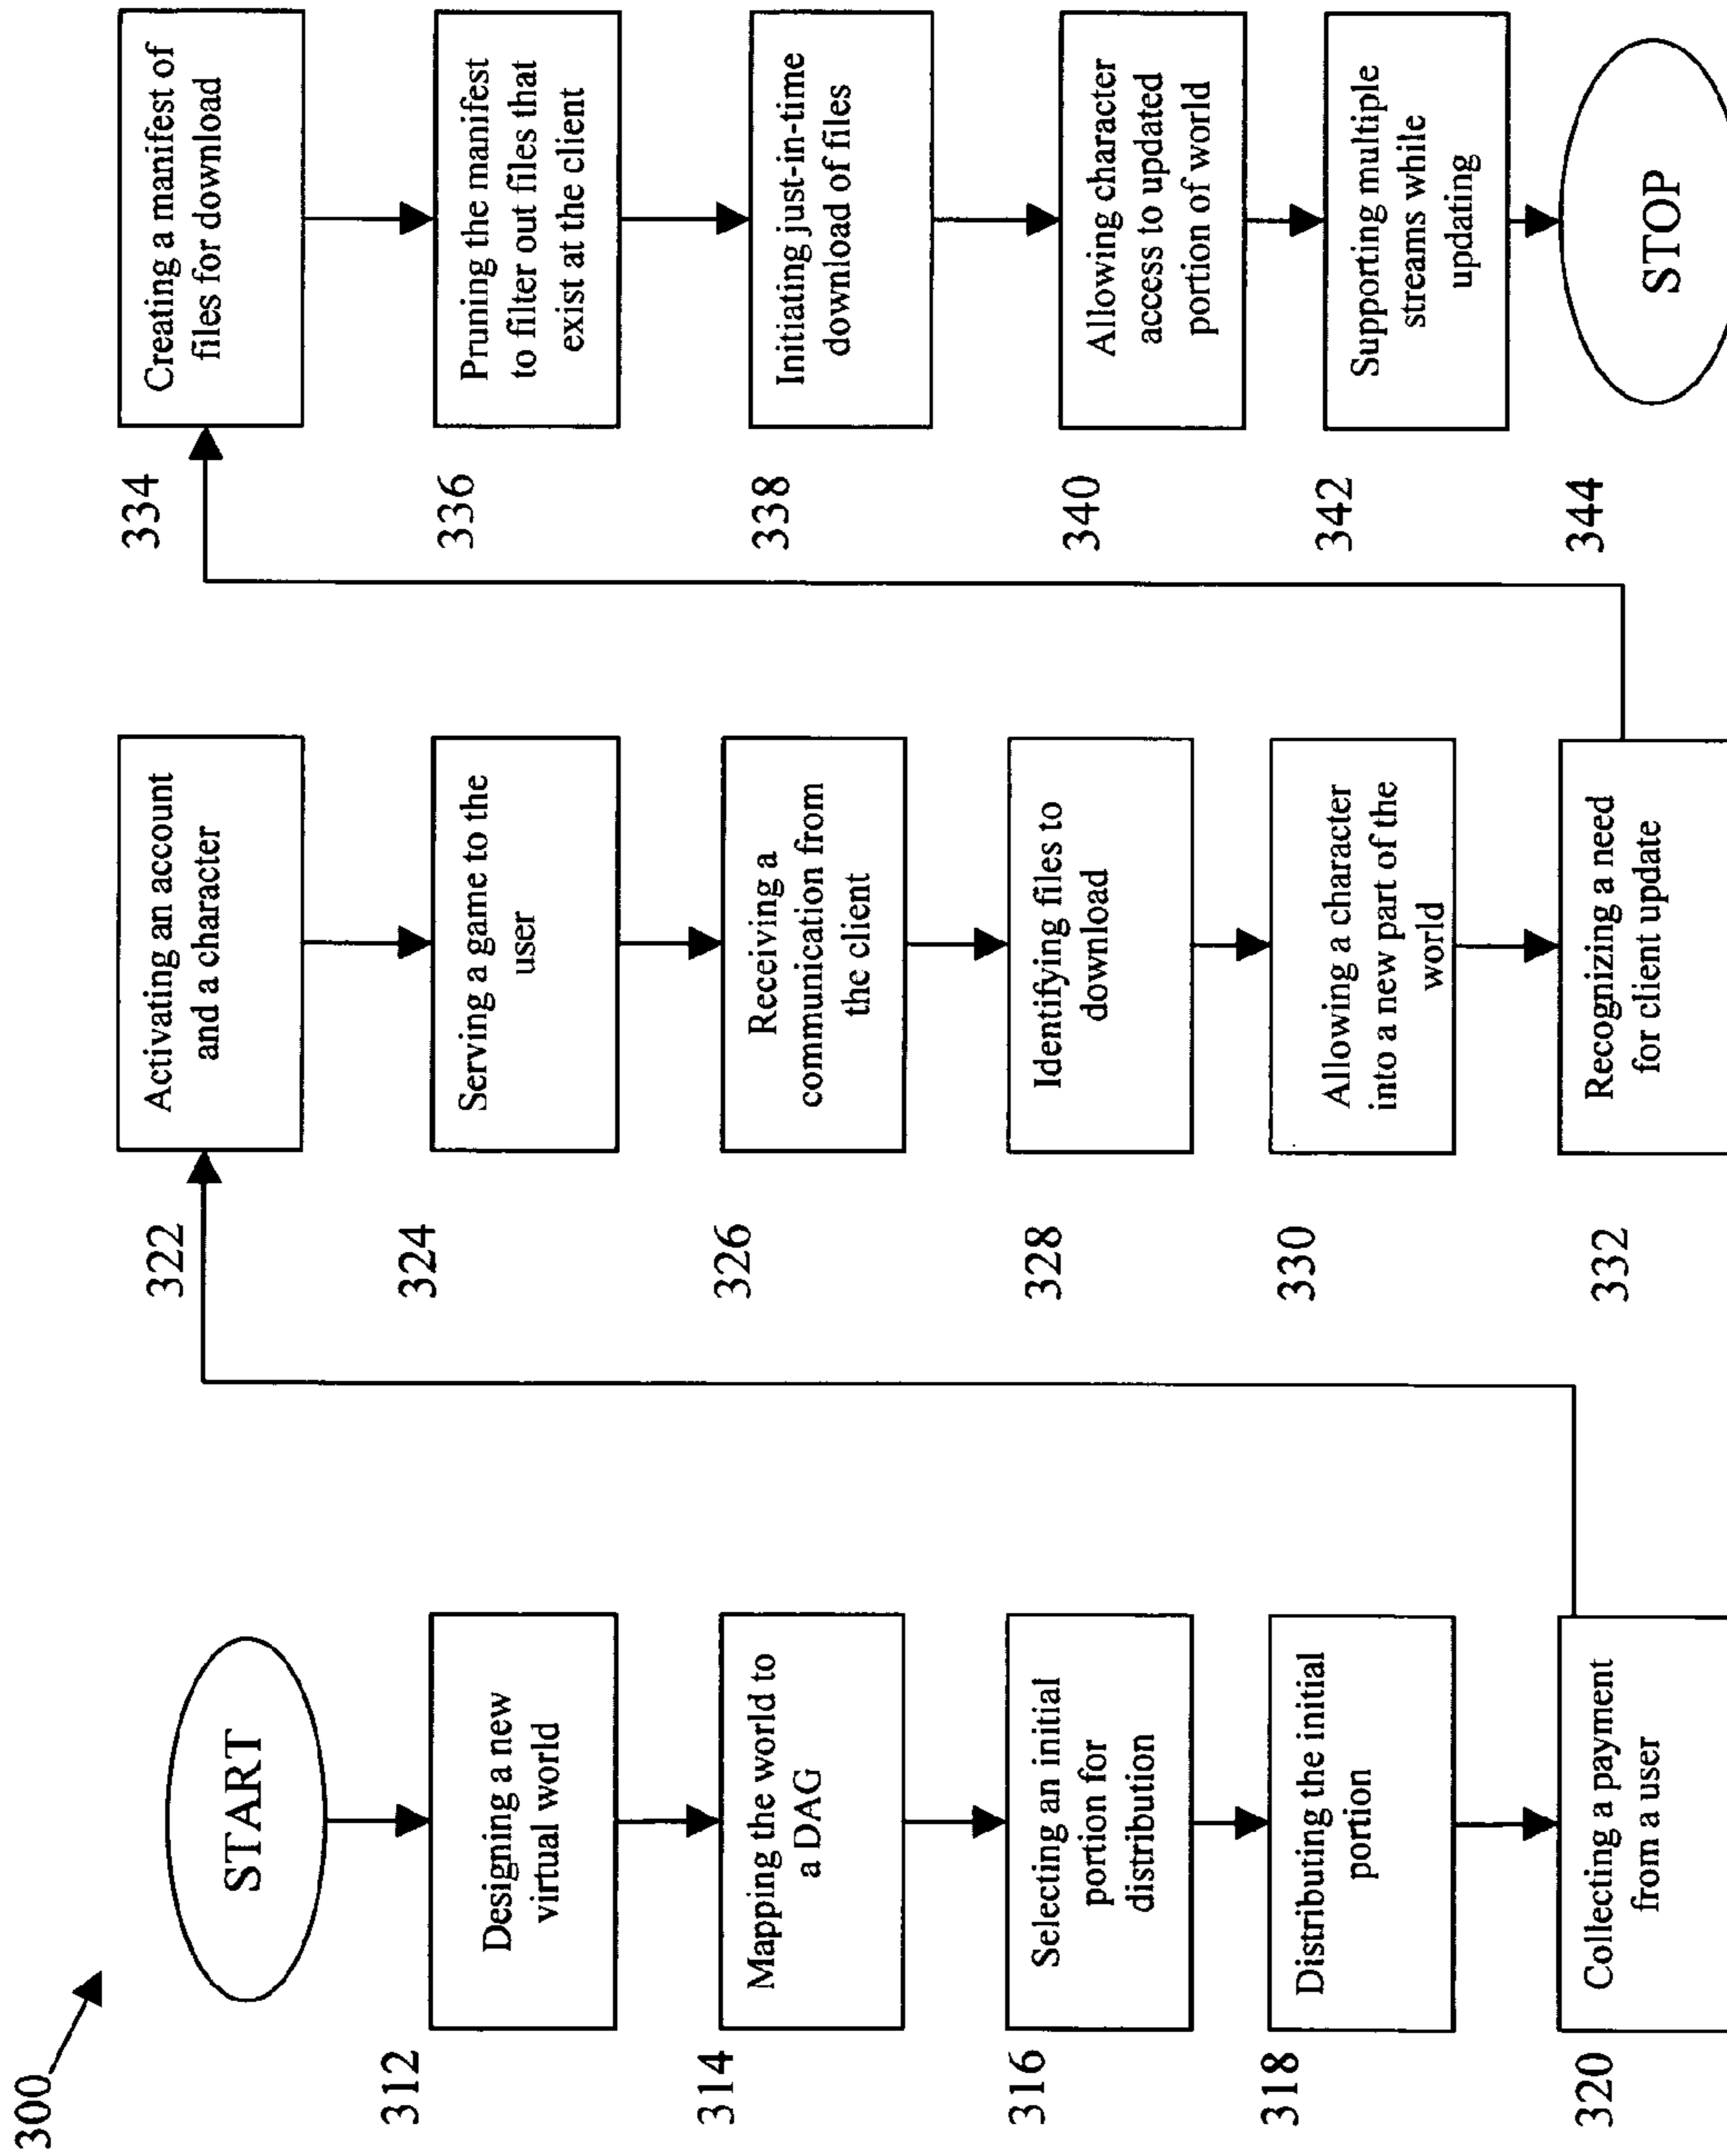 300
START
312
Designing a new
virtual world
314
Mapping the world to
a DAG
316
Selecting an initial
portion for
distribution
318
Distributing the initial
portion
320
Collecting a payment
from a user
322
Activating an account
and a character
324
Serving a game to the
user
326
Receiving a
communication from
the client
328
Identifying files to
download
330
Allowing a character
into a new part of the
world
332
Recognizing a need
for client update
334
Creating a manifest of
files for download
336
Pruning the manifest
to filter out files that
exist at the client
338
Initiating just-in-time
download of files
340
Allowing character
access to updated
portion of world
342
Supporting multiple
streams while
updating
344
STOP